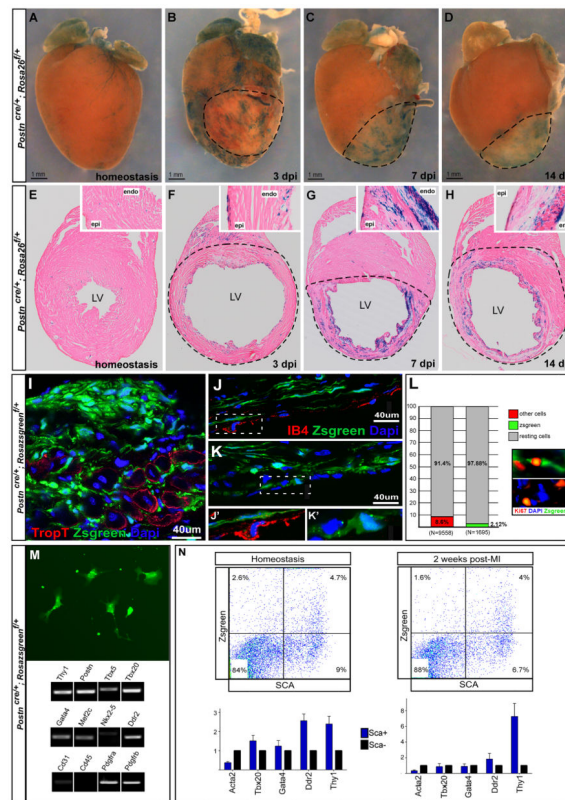 Postn cre/+; Rosa26 f/+
A
B
C
D
1 mm
homeostasis
1 mm
3 dpi
1 mm
7 dpi
1 mm
14 d
Postn cre/+; Rosa26 f/+
E
F
G
H
endo
epi
endo
epi
endo
epi
en
epi
LV
LV
LV
LV
homeostasis
3 dpi
7 dpi
14 d
Postn cre/+; Rosazsgreen f/+
I
TropT Zsgreen Dapi
40um
J
40um
IB4 Zsgreen Dapi
K
40um
J'
K'
L
other cells
zsgreen
resting cells
100
90
80
70
60
50
40
30
20
10
0
91.4%
97.88%
8.6%
2.12%
(N=9558)
(N=1695)
Ki67 DAPI Zsgreen
Postn cre/+; Rosazsgreen f/+
M
Thy1
Postn
Tbx5
Tbx20
Gata4
Mef2c
Nkx2-5
Ddr2
Cd31
Cd45
Pdgfra
Pdgfrb
N
Homeostasis
2 weeks post-MI
Zsgreen
2.6%
4.7%
84%
9%
SCA
Zsgreen
1.6%
4%
88%
6.7%
SCA
3
2
1
0
Acta2
Tbx20
Gata4
Ddr2
Thy1
Sca+
Sca-
8
6
4
2
0
Acta2
Tbx20
Gata4
Ddr2
Thy1